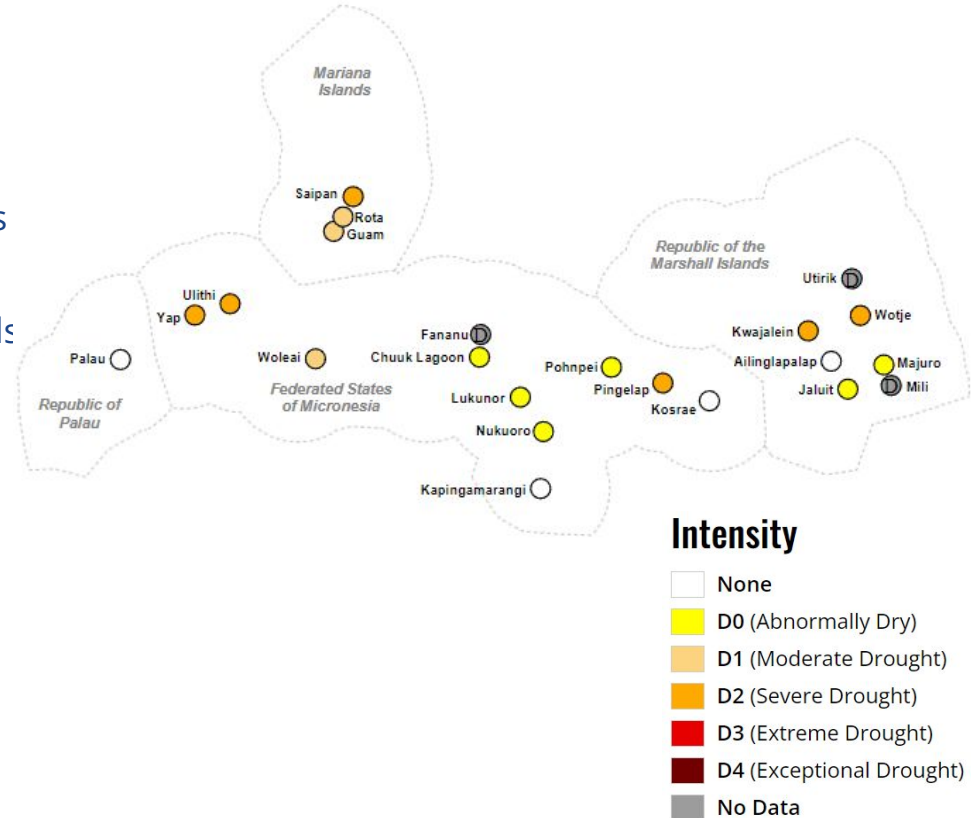 Mariana
Islands
Saipan
Rota
Guam
s
Republic of the
Marshall Islands
Utirik D
Ulithi
Yap
Wotje
Kwajalein
Fananu D
Chuuk Lagoon
Woleai
Palau
Ailinglapalap
Majuro
Pohnpei
Pingelap
Jaluit
D Mili
Federated States
of Micronesia
Lukunor
Kosrae
Republic of
Palau
Nukuoro
Kapingamarangi
Intensity
None
D0 (Abnormally Dry)
D1 (Moderate Drought)
D2 (Severe Drought)
D3 (Extreme Drought)
D4 (Exceptional Drought)
No Data